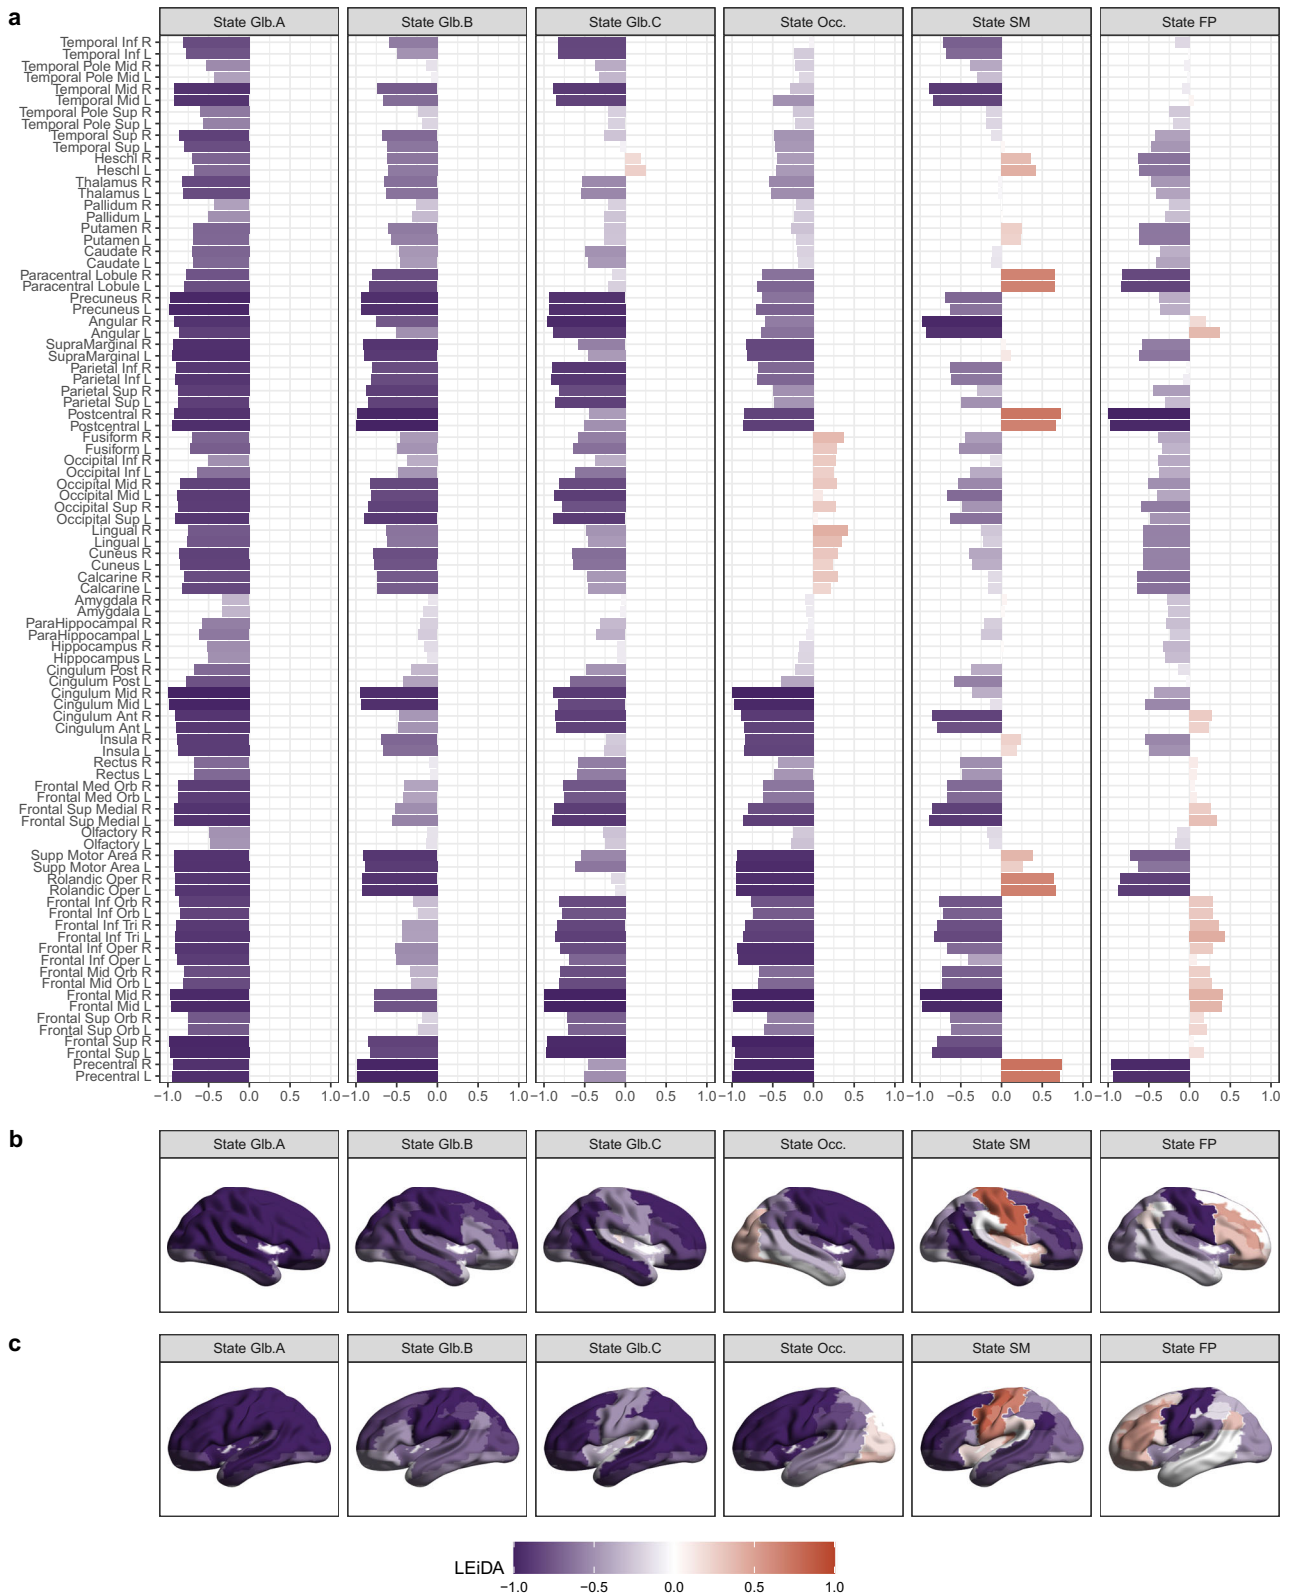 a
State Glb.A State Glb.B State Glb.C State Occ. State SM State FP
Temporal Inf R
Temporal Inf L
Temporal Pole Mid R
Temporal Pole Mid L
Temporal Mid R
Temporal Mid L
Temporal Pole Sup R
Temporal Pole Sup L
Temporal Sup R
Temporal Sup L
Heschl R
Heschl L
Thalamus R
Thalamus L
Pallidum R
Pallidum L
Putamen R
Putamen L
Caudate R
Caudate L
Paracentral Lobule R
Paracentral Lobule L
Precuneus R
Precuneus L
Angular R
Angular L
SupraMarginal R
SupraMarginal L
Parietal Inf R
Parietal Inf L
Parietal Sup R
Parietal Sup L
Postcentral R
Postcentral L
Fusiform R
Fusiform L
Occipital Inf R
Occipital Inf L
Occipital Mid R
Occipital Mid L
Occipital Sup R
Occipital Sup L
Lingual R
Lingual L
Cuneus R
Cuneus L
Calcarine R
Calcarine L
Amygdala R
Amygdala L
ParaHippocampal R
ParaHippocampal L
Hippocampus R
Hippocampus L
Cingulum Post R
Cingulum Post L
Cingulum Mid R
Cingulum Mid L
Cingulum Ant R
Cingulum Ant L
Insula R
Insula L
Rectus R
Rectus L
Frontal Med Orb R
Frontal Med Orb L
Frontal Sup Medial R
Frontal Sup Medial L
Olfactory R
Olfactory L
Supp Motor Area R
Supp Motor Area L
Rolandic Oper R
Rolandic Oper L
Frontal Inf Orb R
Frontal Inf Orb L
Frontal Inf Tri R
Frontal Inf Tri L
Frontal Inf Oper R
Frontal Inf Oper L
Frontal Mid Orb R
Frontal Mid Orb L
Frontal Mid R
Frontal Mid L
Frontal Sup Orb R
Frontal Sup Orb L
Frontal Sup R
Frontal Sup L
Precentral R
Precentral L
−1.0 −0.5 0.0 0.5 1.0 −1.0 −0.5 0.0 0.5 1.0 −1.0 −0.5 0.0 0.5 1.0 −1.0 −0.5 0.0 0.5 1.0 −1.0 −0.5 0.0 0.5 1.0 −1.0 −0.5 0.0 0.5 1.0
b
State Glb.A State Glb.B State Glb.C State Occ. State SM State FP
c
State Glb.A State Glb.B State Glb.C State Occ. State SM State FP
LEiDA
−1.0 −0.5 0.0 0.5 1.0